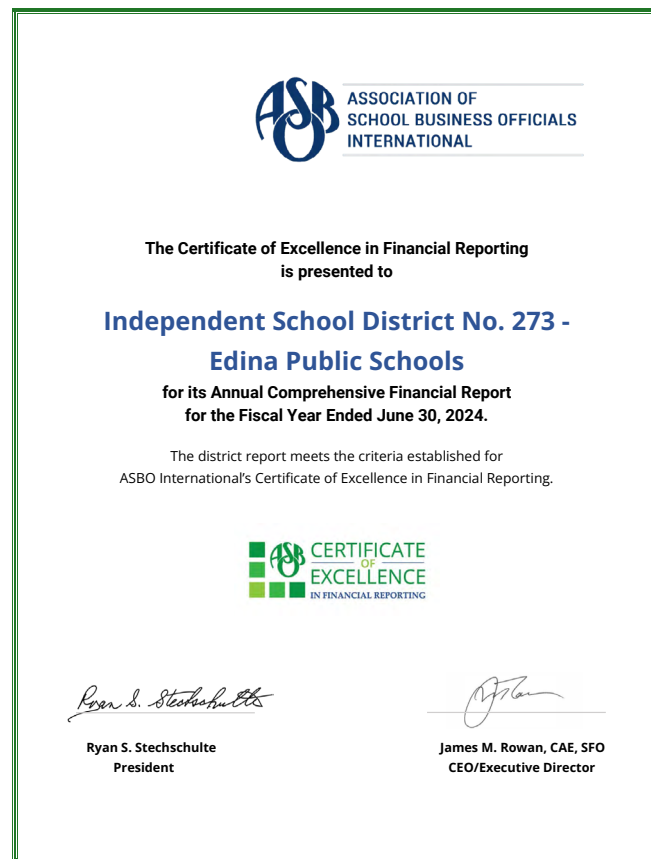 ASBO
ASSOCIATION OF
SCHOOL BUSINESS OFFICIALS
INTERNATIONAL
The Certificate of Excellence in Financial Reporting
is presented to
Independent School District No. 273 -
Edina Public Schools
for its Annual Comprehensive Financial Report
for the Fiscal Year Ended June 30, 2024.
The district report meets the criteria established for
ASBO International's Certificate of Excellence in Financial Reporting.
ASBO
CERTIFICATE
OF
EXCELLENCE
IN FINANCIAL REPORTING
Ryan S. Stechschulte
Ryan S. Stechschulte
President
James M. Rowan, CAE, SFO
CEO/Executive Director